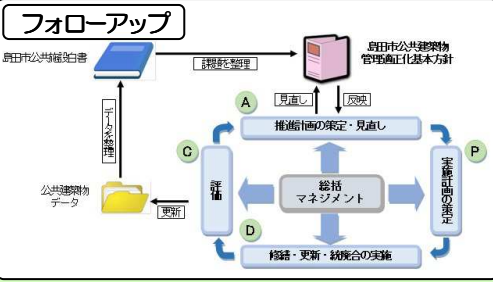 フォローアップ
島田市公共施設白書
課題を整理
島田市公共建築物
管理適正化基本方針
見直し
反映
A
推進計画の策定・見直し
データを整理
C
評価
P
実施計画の策定
総括
マネジメント
公共建築物
データ
更新
D
修繕・更新・統廃合の実施